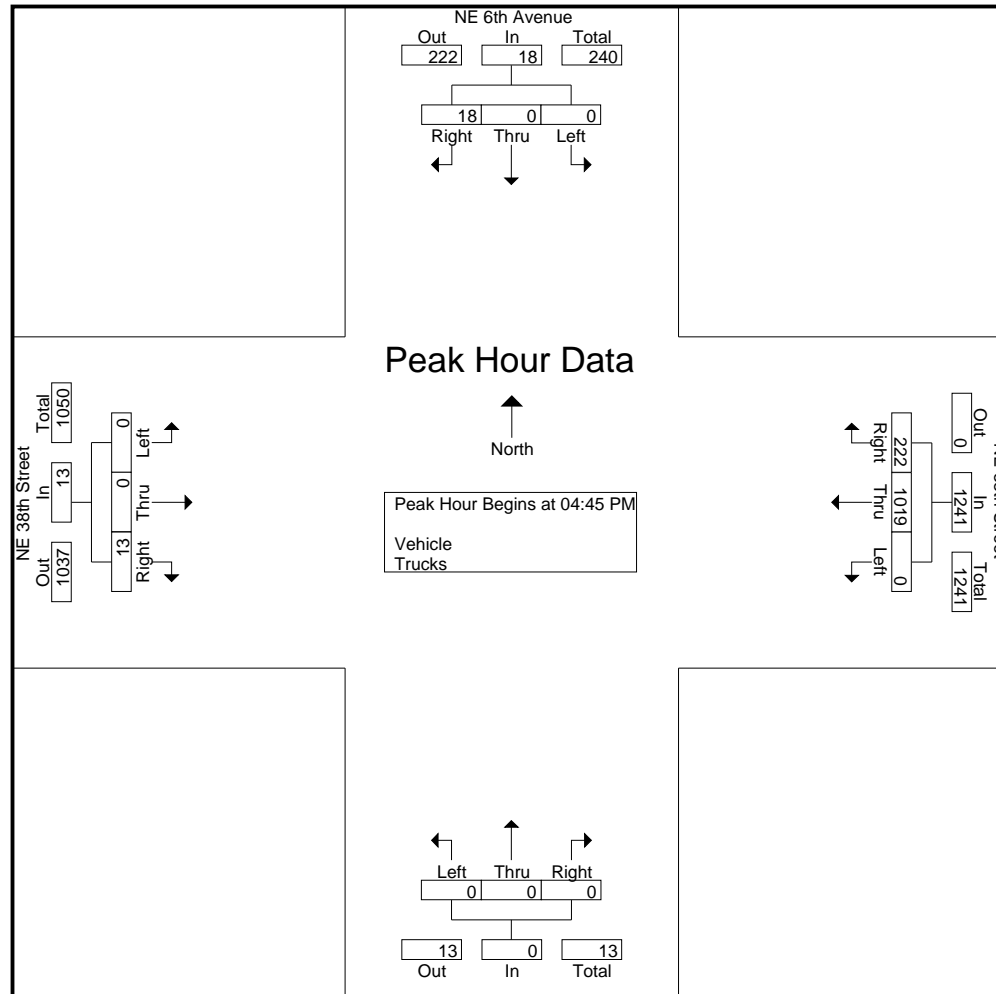 NE 6th Avenue
Out In Total
222 18 240
18 0 0
Right Thru Left
Peak Hour Data
North
Peak Hour Begins at 04:45 PM
Vehicle
Trucks
NE 38th Street
Out In Total
1037 13 1050
0 0 13
Left Thru Right
Street
Out In Total
0 1241 1241
222 1019 0
Right Thru Left
Left Thru Right
0 0 0
13 0 13
Out In Total